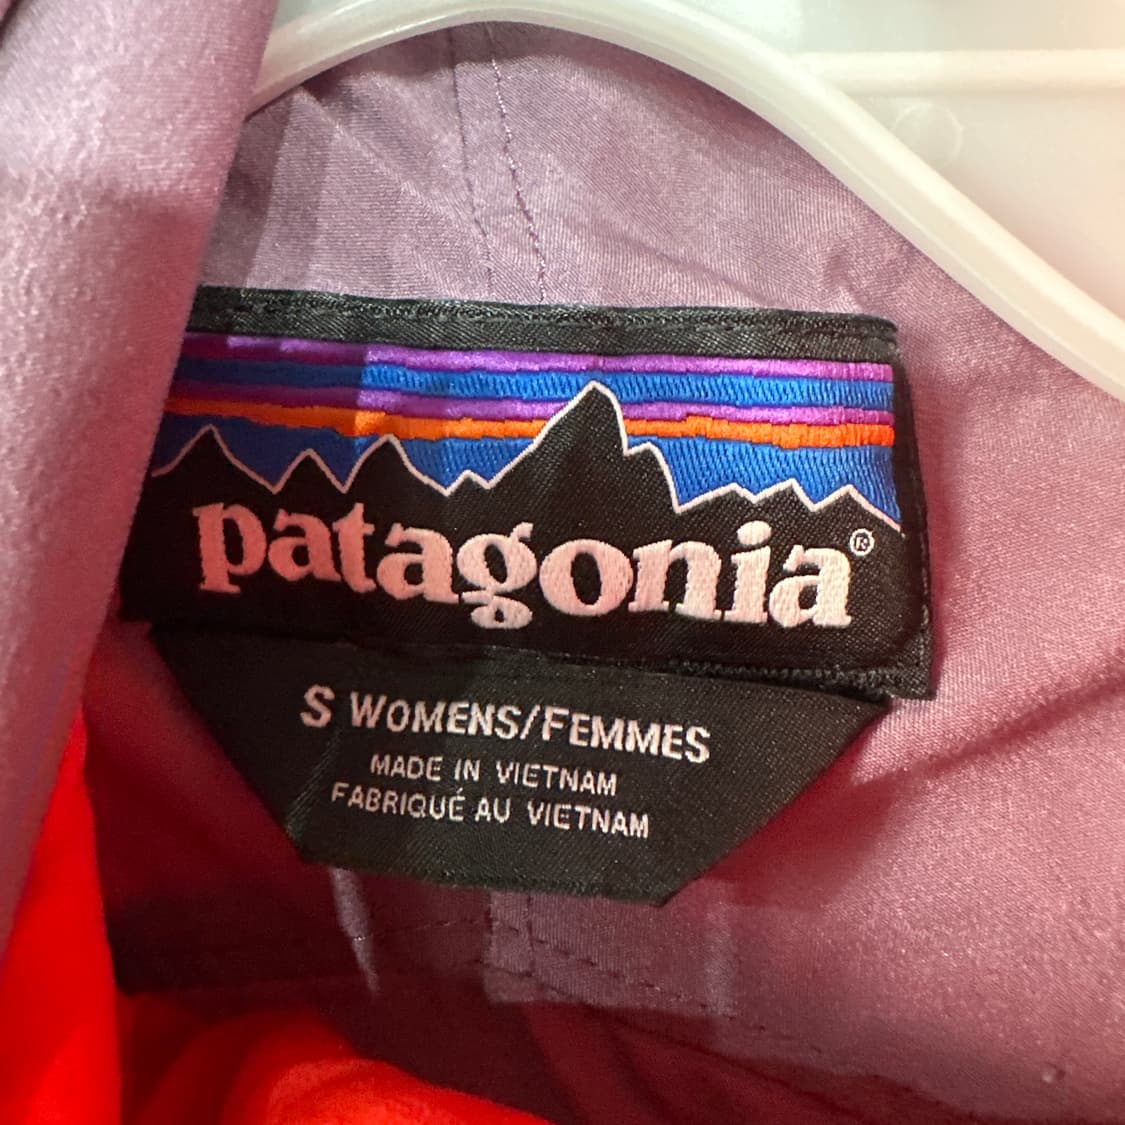 patagonia®
S WOMENS/FEMMES
MADE IN VIETNAM
FABRIQUÉ AU VIETNAM